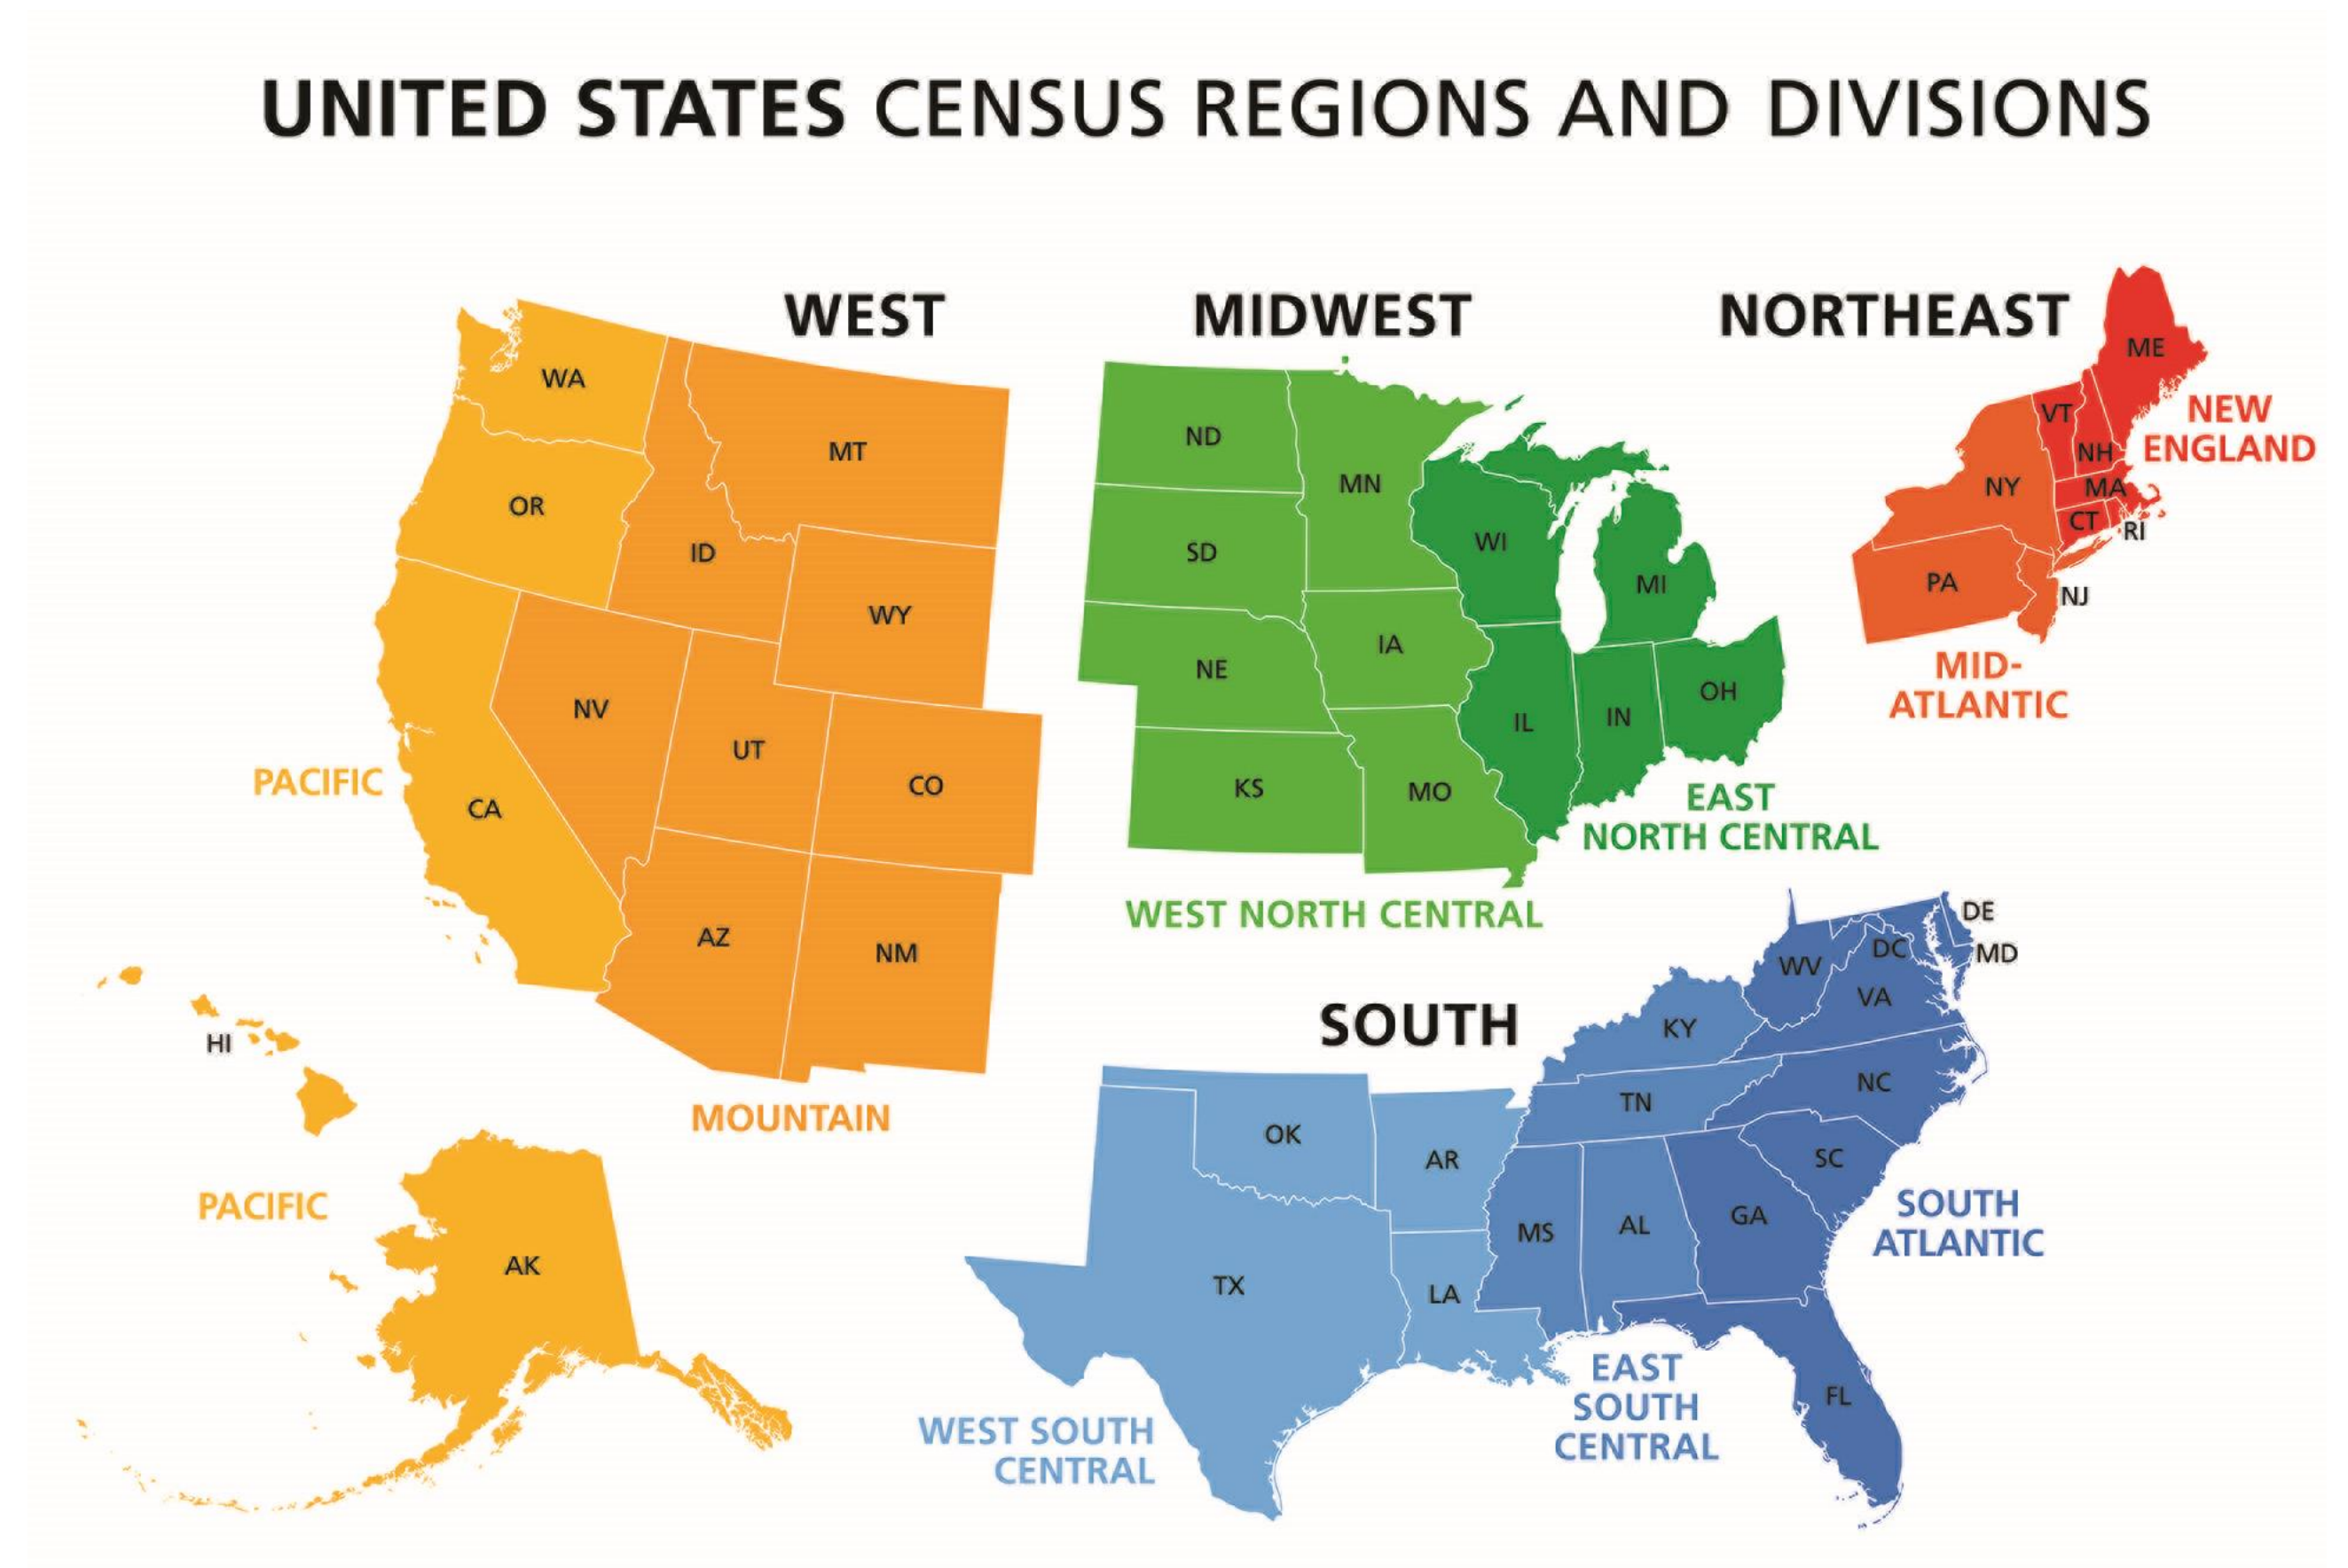 UNITED STATES CENSUS REGIONS AND DIVISIONS
WEST
WA
OR
CA
PACIFIC
MT
ID
WY
NV
UT
CO
AZ
NM
MOUNTAIN
HI
PACIFIC
AK
MIDWEST
ND
MN
SD
NE
IA
KS
MO
WEST NORTH CENTRAL
WI
MI
IL
IN
OH
EAST
NORTH CENTRAL
NORTHEAST
ME
VT
NH
MA
CT
RI
NEW
ENGLAND
NY
PA
NJ
MID-
ATLANTIC
SOUTH
DE
MD
DC
WV
VA
NC
SC
GA
FL
SOUTH
ATLANTIC
KY
TN
MS
AL
EAST
SOUTH
CENTRAL
OK
AR
TX
LA
WEST SOUTH
CENTRAL